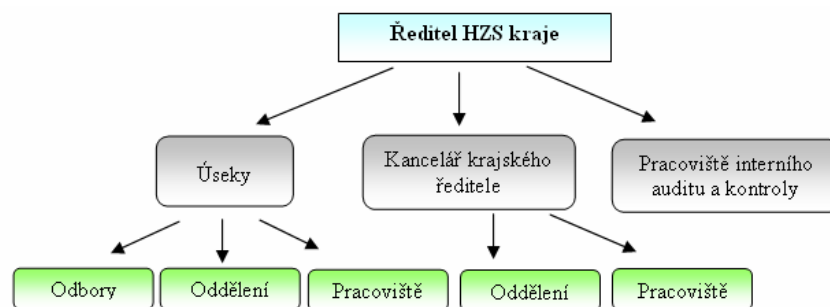 Ředitel HZS kraje
Úseky
Kancelář krajského
ředitele
Pracoviště interního
auditu a kontroly
Odbory
Oddělení
Pracoviště
Oddělení
Pracoviště